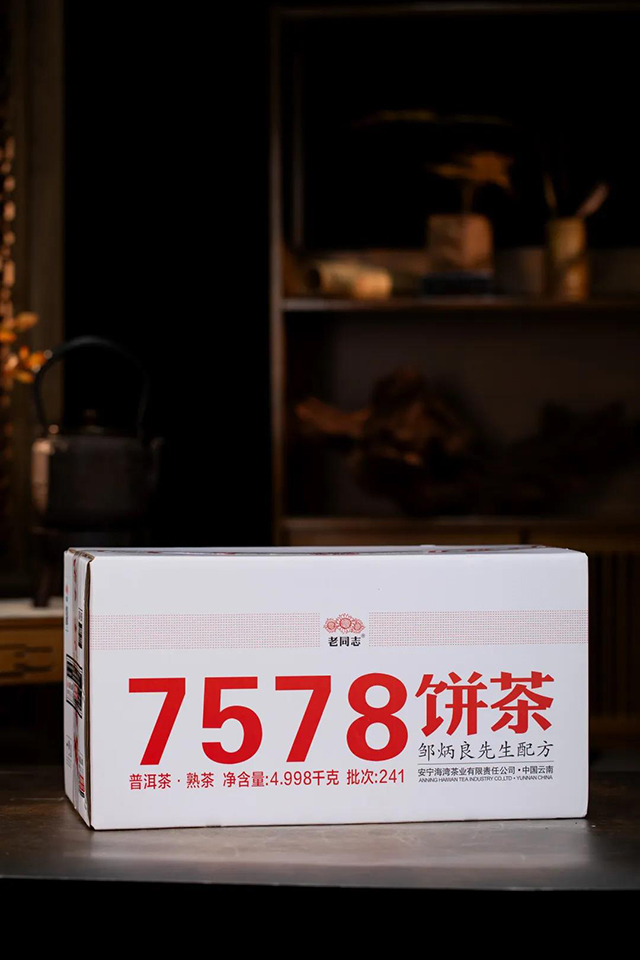 老同志®
7578饼茶
邹炳良先生配方
普洱茶·熟茶 净含量:4.998千克 批次:241
安宁海湾茶业有限责任公司·中国云南
ANNING HAIWAN TEA INDUSTRY CO.,LTD·YUNNAN CHINA